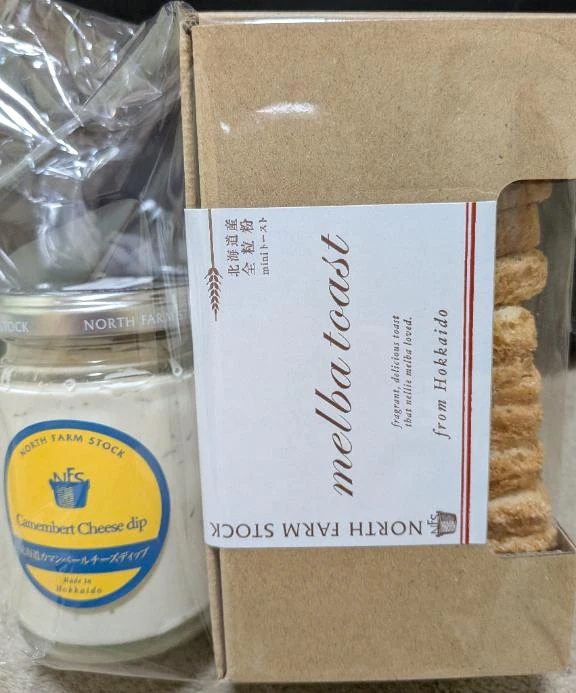 STOCK NORTH FARM S
NORTH FARM STOCK
NFS
Camembert Cheese dip
北海道カマンベールチーズディップ
Made in
Hokkaido
北海道産
全粒粉
miniトースト
melba toast
fragrant, delicious toast
that nellie melba loved.
from Hokkaido
NFS
NORTH FARM STOCK